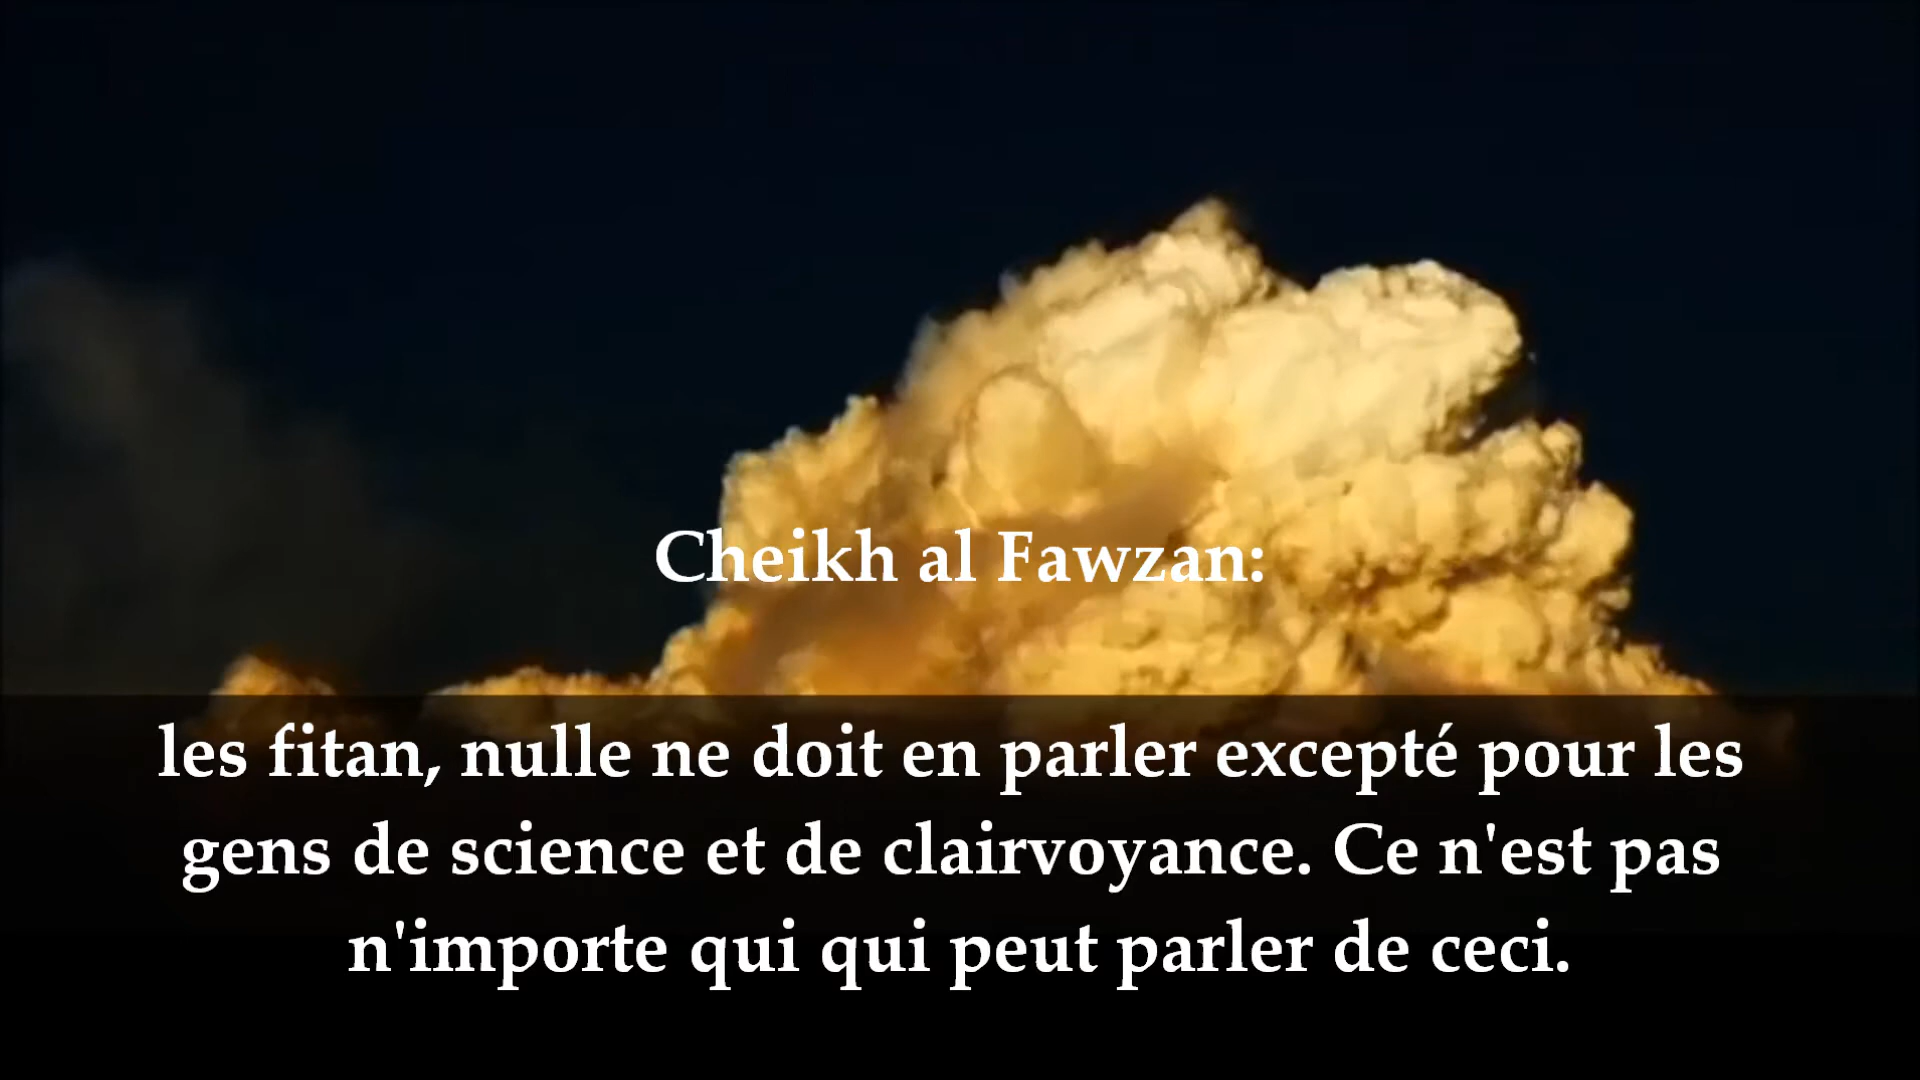 Cheikh al Fawzan:
les fitan, nulle ne doit en parler excepté pour les
gens de science et de clairvoyance. Ce n'est pas
n'importe qui qui peut parler de ceci.